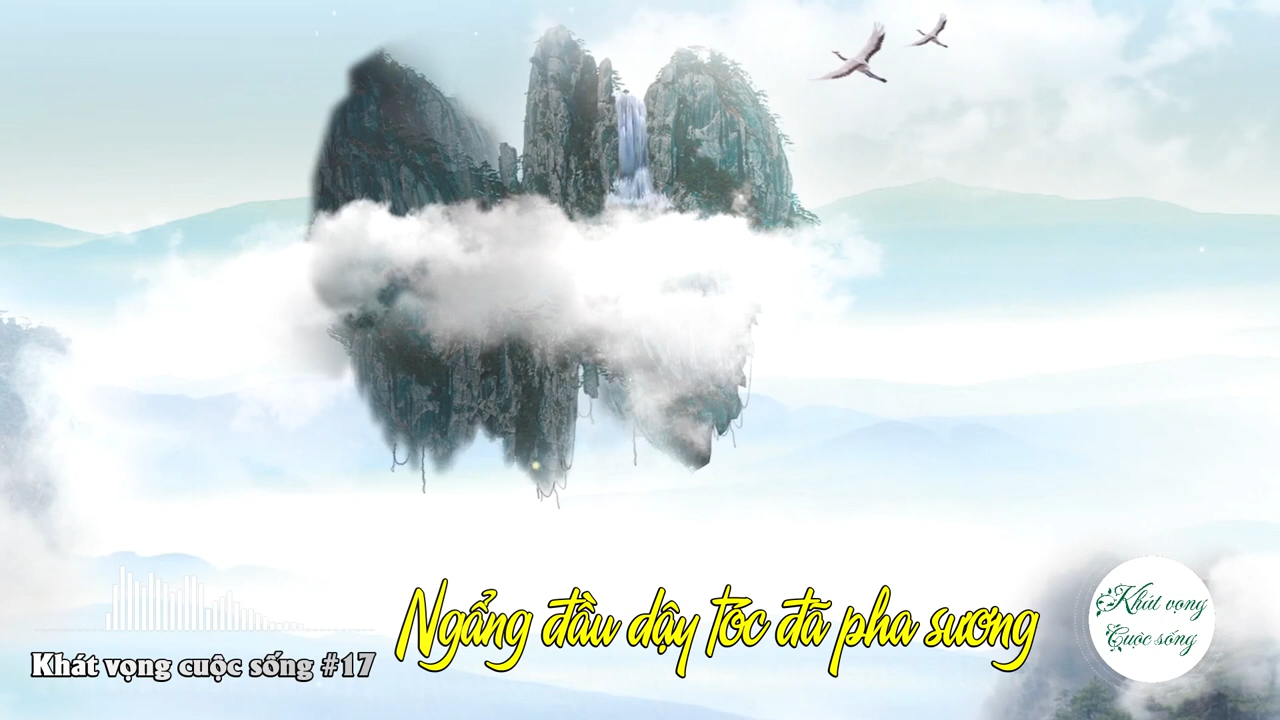 Ngẩng đầu dậy tóc đã pha sương
Khát vọng cuộc sống #17
Khát vọng
Cuộc sống